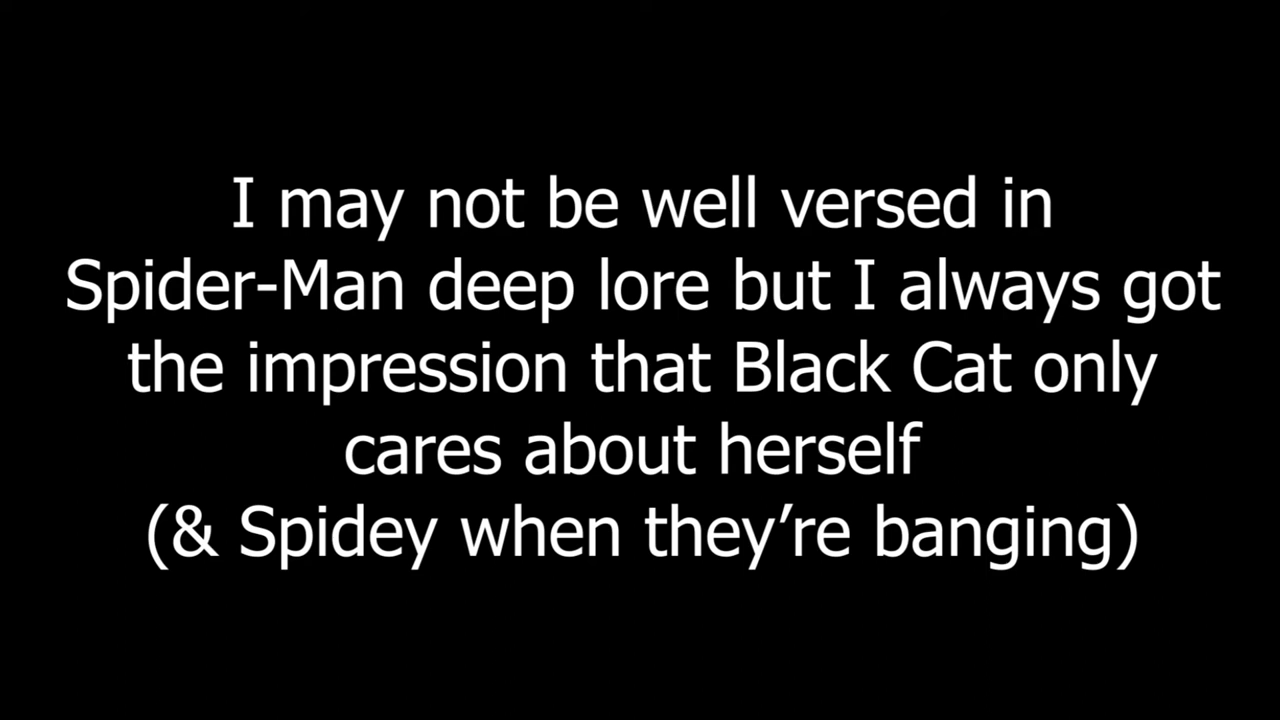 I may not be well versed in
Spider-Man deep lore but I always got
the impression that Black Cat only
cares about herself
(& Spidey when they’re banging)